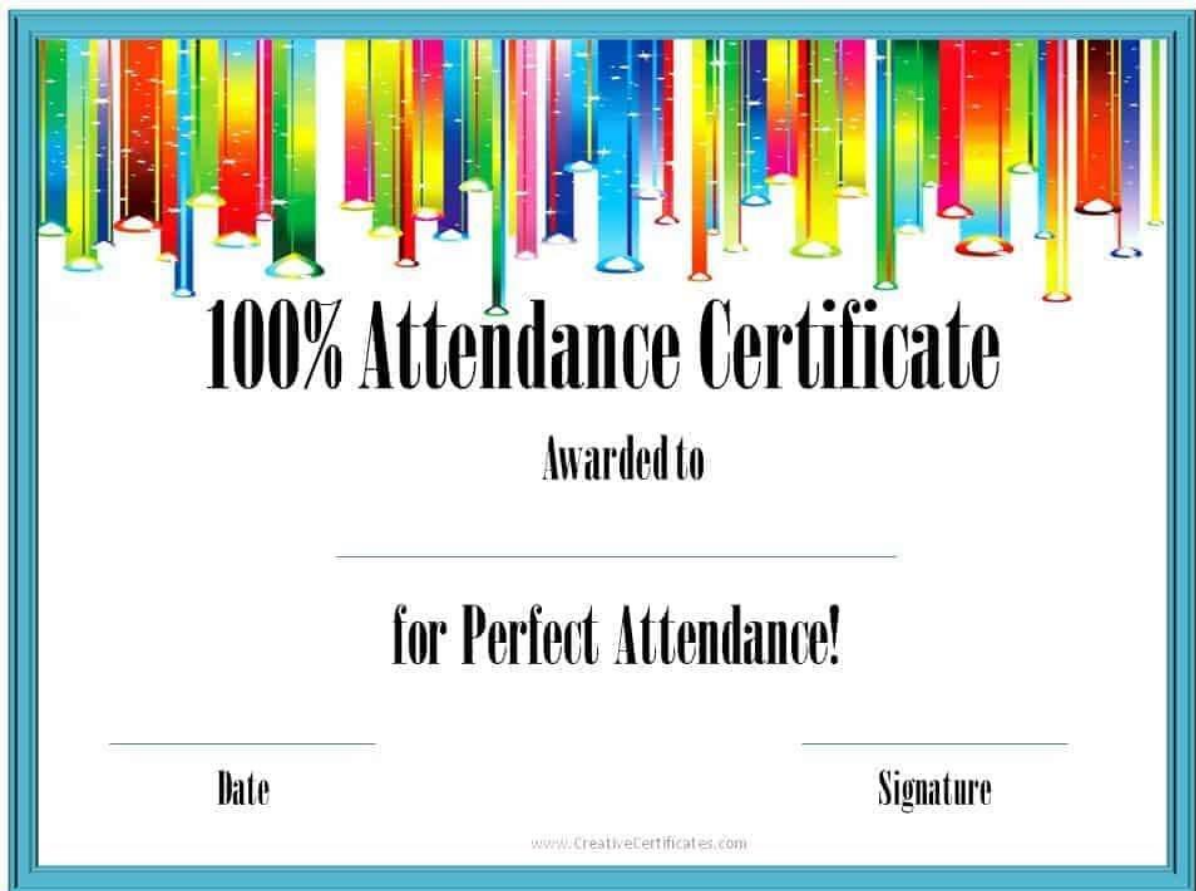 100% Attendance Certificate
Awarded to
for Perfect Attendance!
Date
Signature
www.CreativeCertificates.com